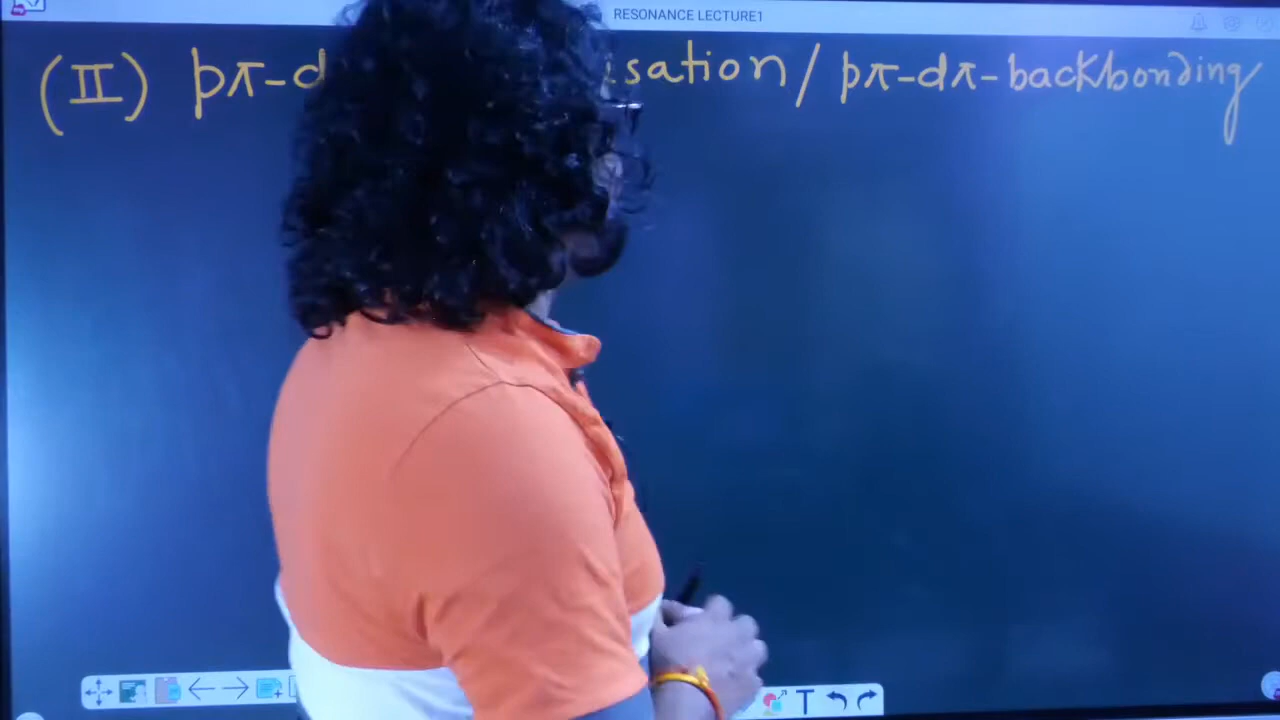 RESONANCE LECTURE1
(II) pπ-d sation/ pπ-dπ-backbonding
T